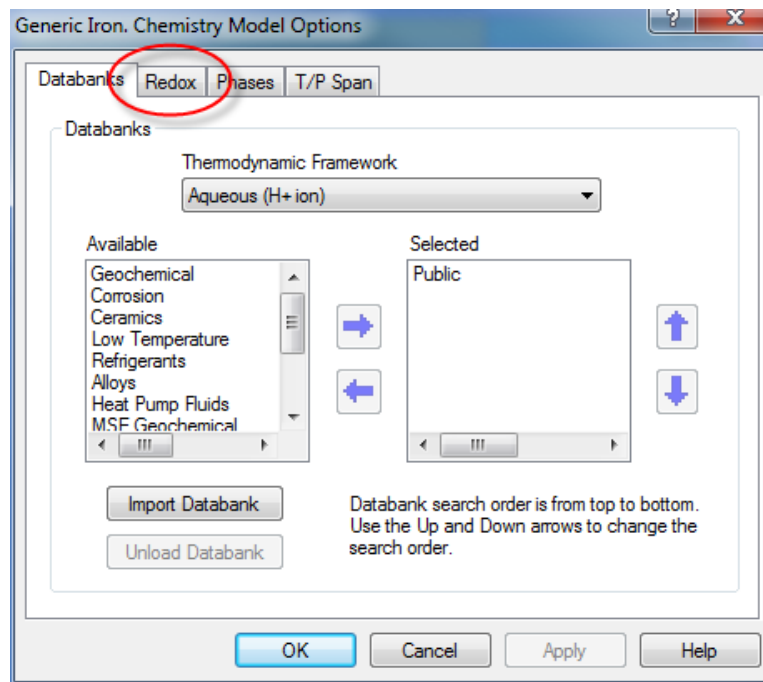 Generic Iron. Chemistry Model Options
?
X
Databanks Redox Phases T/P Span
Databanks
Thermodynamic Framework
Aqueous (H+ ion)
Available
Selected
Geochemical
Corrosion
Ceramics
Low Temperature
Refrigerants
Alloys
Heat Pump Fluids
MSE Geochemical
Public
Import Databank
Unload Databank
Databank search order is from top to bottom.
Use the Up and Down arrows to change the
search order.
OK Cancel Apply Help